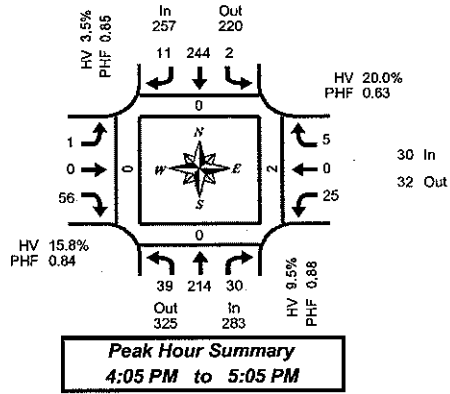 In Out
257 220
HV 3.5%
PHF 0.85
11 244 2
HV 20.0%
PHF 0.63
0
1
0
56
0
N
W E
S
2
5
0
25
30 In
32 Out
HV 15.8%
PHF 0.84
0
39 214 30
HV 9.5%
PHF 0.88
Out In
325 283
Peak Hour Summary
4:05 PM to 5:05 PM